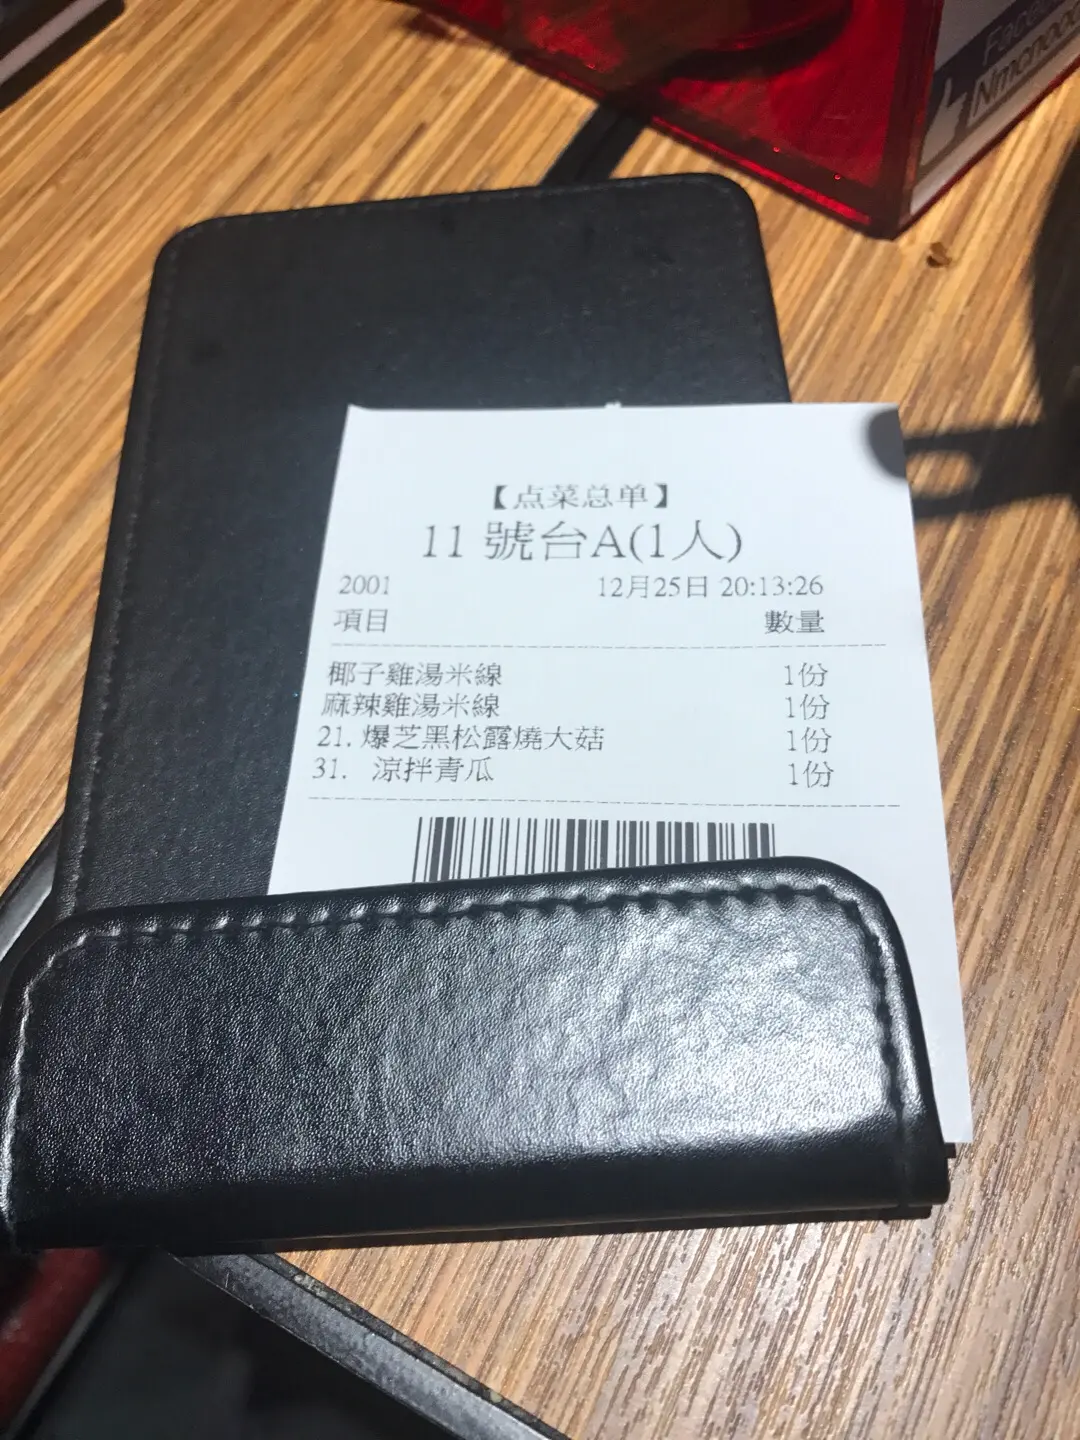 Nmcnood
【点菜总单】
11 號台A(1人)
2001 12月25日 20:13:26
項目 數量
椰子雞湯米線 1份
麻辣雞湯米線 1份
21. 爆芝黑松露燒大菇 1份
31. 涼拌青瓜 1份